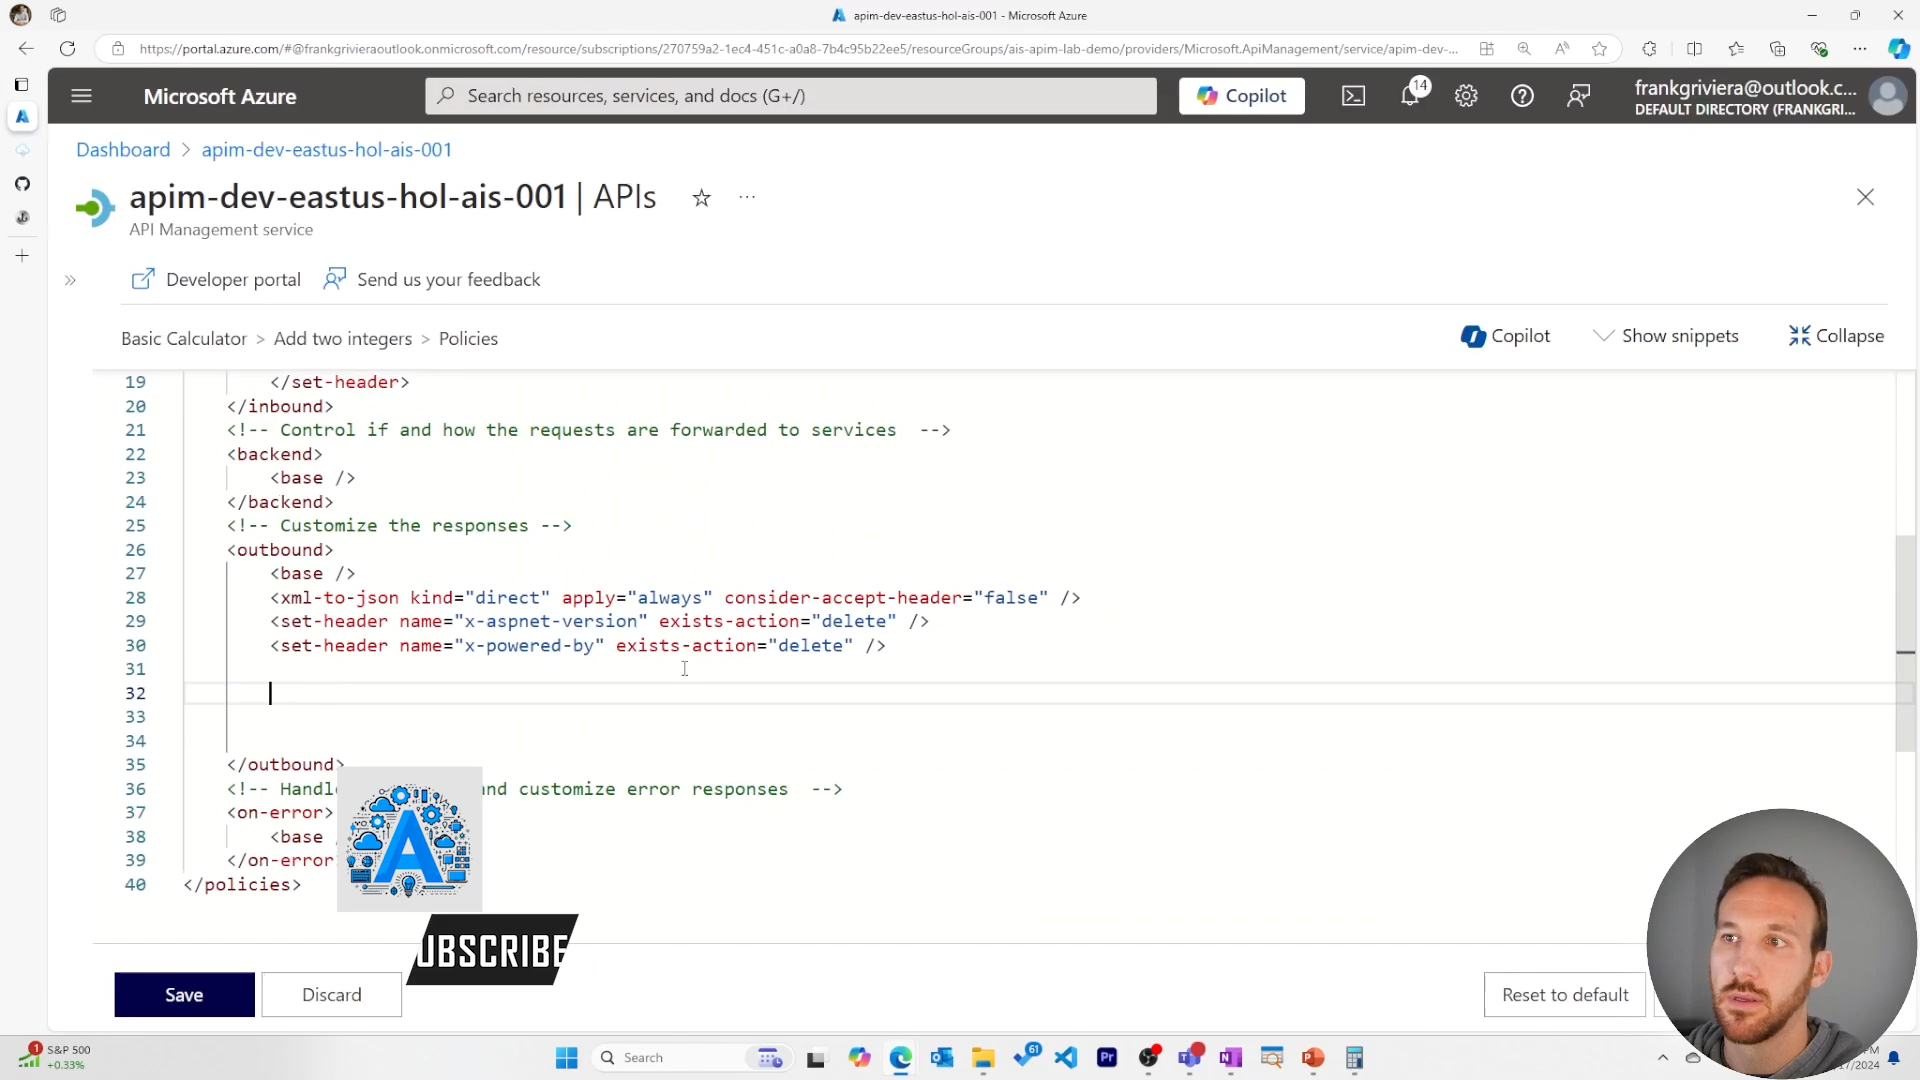 apim-dev-eastus-hol-ais-001 - Microsoft Azure
https://portal.azure.com/#@frankgrivieraoutlook.onmicrosoft.com/resource/subscriptions/270759a2-1ec4-451c-a0a8-7b4c95b22ee5/resourceGroups/ais-apim-lab-demo/providers/Microsoft.ApiManagement/service/apim-dev-...
Microsoft Azure
Search resources, services, and docs (G+/)
Copilot
14
frankgriviera@outlook.c...
DEFAULT DIRECTORY (FRANKGRI...
Dashboard > apim-dev-eastus-hol-ais-001
apim-dev-eastus-hol-ais-001 | APIs
API Management service
Developer portal
Send us your feedback
Basic Calculator > Add two integers > Policies
Copilot
Show snippets
Collapse
19 </set-header>
20 </inbound>
21 <!-- Control if and how the requests are forwarded to services -->
22 <backend>
23 <base />
24 </backend>
25 <!-- Customize the responses -->
26 <outbound>
27 <base />
28 <xml-to-json kind="direct" apply="always" consider-accept-header="false" />
29 <set-header name="x-aspnet-version" exists-action="delete" />
30 <set-header name="x-powered-by" exists-action="delete" />
31
32
33
34
35 </outbound>
36 <!-- Handl nd customize error responses -->
37 <on-error>
38 <base
39 </on-error
40 </policies>
UBSCRIBE
Save
Discard
Reset to default
1
S&P 500
+0.33%
Search
61
Pr